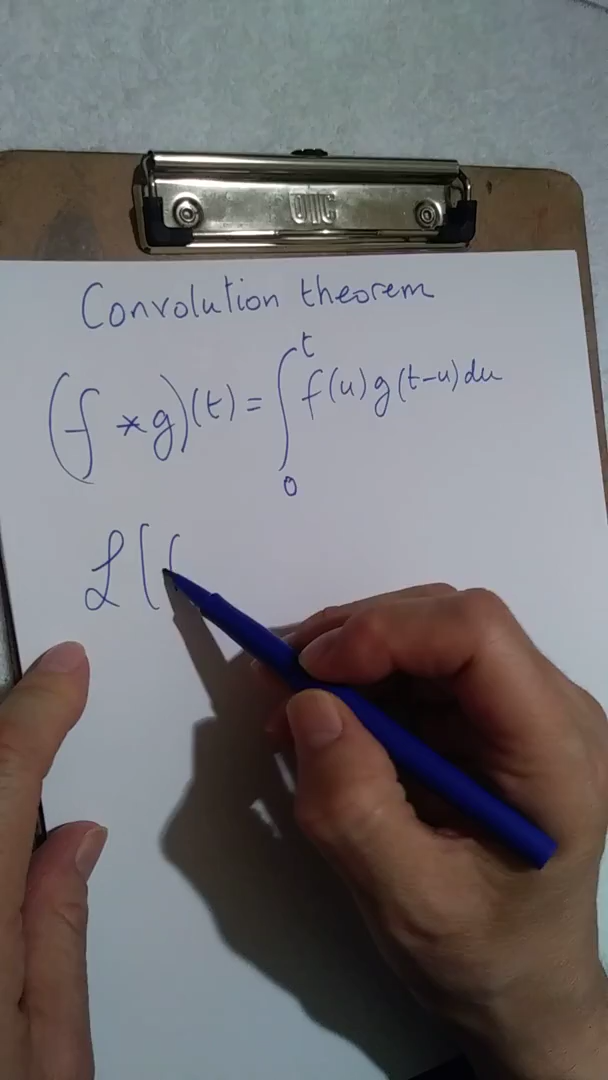 Convolution theorem
(f * g)(t) = ∫₀ᵗ f(u) g(t-u) du
ℒ[(